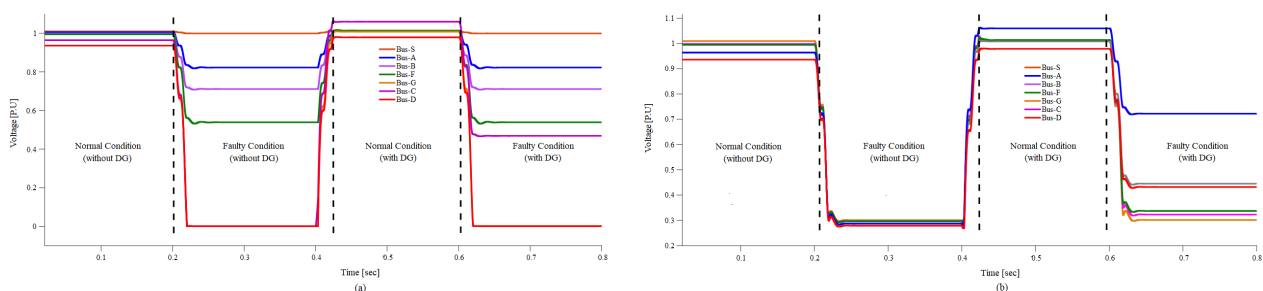 1
0.8
0.6
0.4
0.2
0
Voltage [P.U]
Bus-S
Bus-A
Bus-B
Bus-F
Bus-G
Bus-C
Bus-D
Normal Condition
(without DG)
Faulty Condition
(without DG)
Normal Condition
(with DG)
Faulty Condition
(with DG)
0.1 0.2 0.3 0.4 0.5 0.6 0.7 0.8
Time [sec]
(a)
1.1
1
0.9
0.8
0.7
0.6
0.5
0.4
0.3
0.2
Voltage [P.U]
Bus-S
Bus-A
Bus-B
Bus-F
Bus-G
Bus-C
Bus-D
Normal Condition
(without DG)
Faulty Condition
(without DG)
Normal Condition
(with DG)
Faulty Condition
(with DG)
0.1 0.2 0.3 0.4 0.5 0.6 0.7 0.8
Time [sec]
(b)